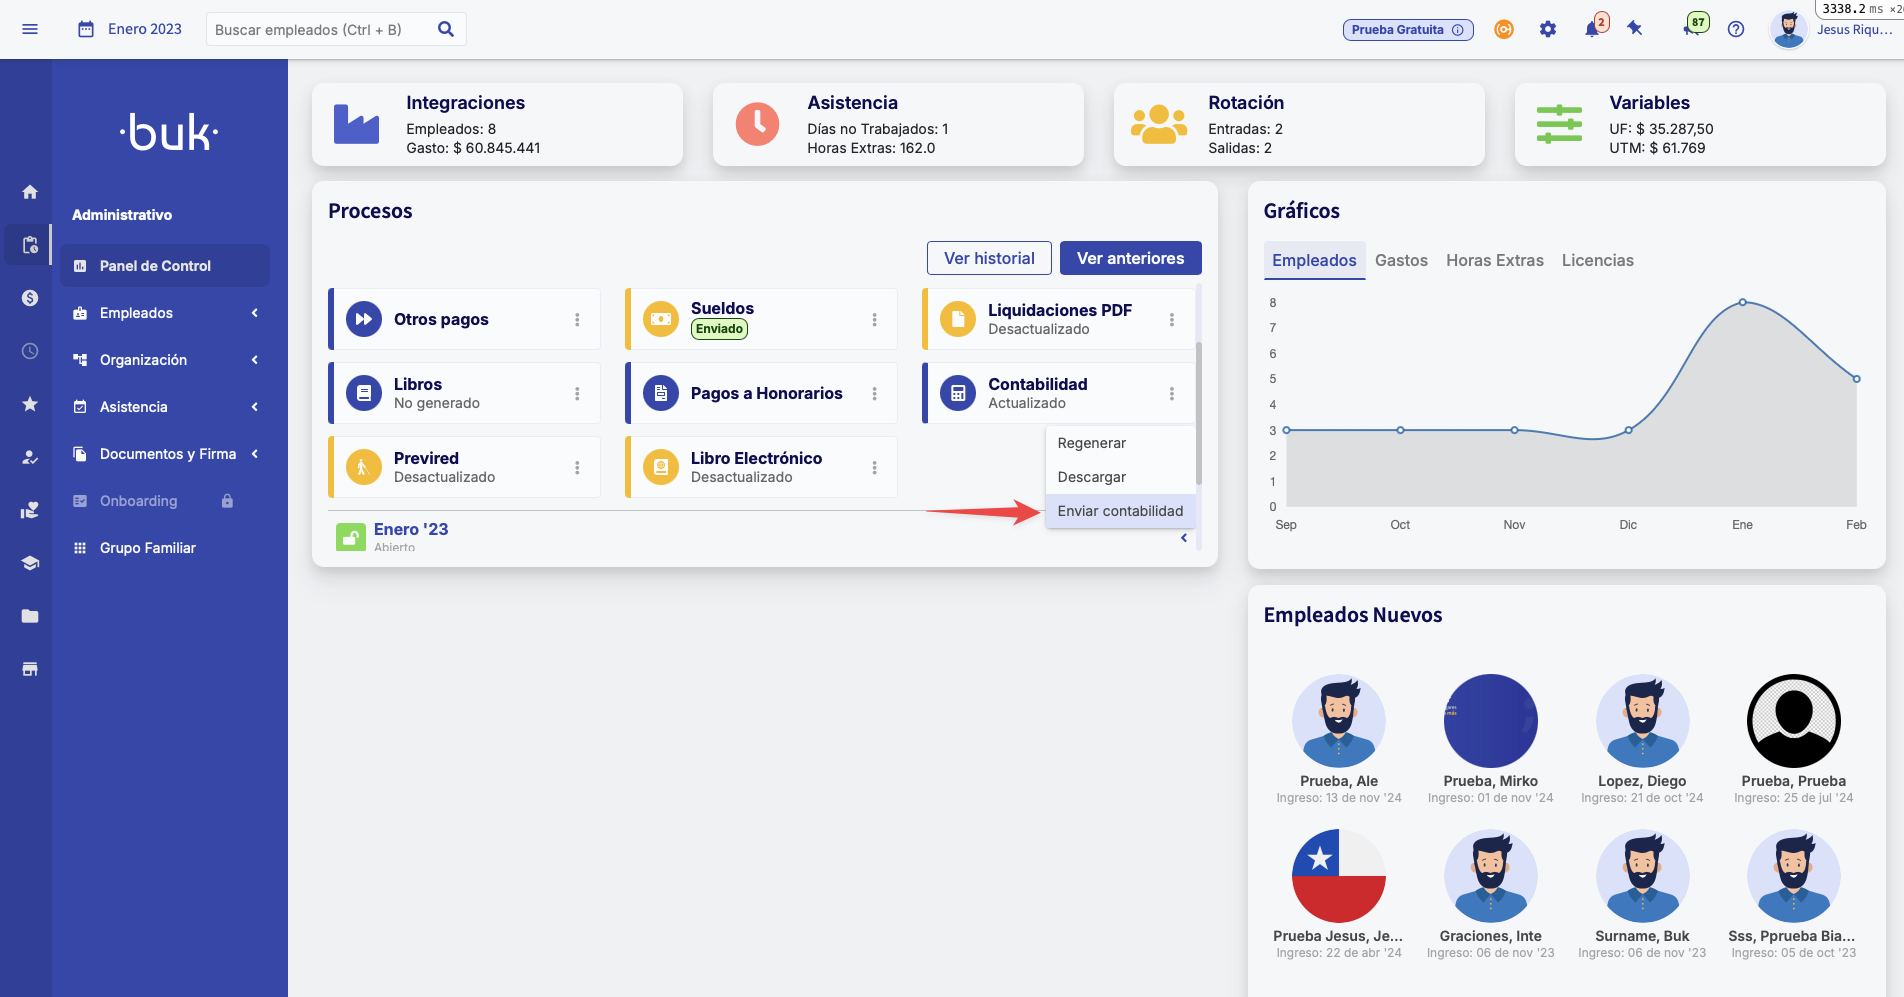 Enero 2023
Buscar empleados (Ctrl + B)
Prueba Gratuita
2
87
3338.2 ms
Jesus Riqu...
·buk·
Administrativo
Panel de Control
Empleados
Organización
Asistencia
Documentos y Firma
Onboarding
Grupo Familiar
Integraciones
Empleados: 8
Gasto: $ 60.845.441
Asistencia
Días no Trabajados: 1
Horas Extras: 162.0
Rotación
Entradas: 2
Salidas: 2
Variables
UF: $ 35.287,50
UTM: $ 61.769
Procesos
Ver historial
Ver anteriores
Otros pagos
Sueldos
Enviado
Liquidaciones PDF
Desactualizado
Libros
No generado
Pagos a Honorarios
Contabilidad
Actualizado
Previred
Desactualizado
Libro Electrónico
Desactualizado
Regenerar
Descargar
Enviar contabilidad
Enero '23
Abierto
Gráficos
Empleados Gastos Horas Extras Licencias
8
7
6
5
4
3
2
1
0
Sep Oct Nov Dic Ene Feb
Empleados Nuevos
Prueba, Ale
Ingreso: 13 de nov '24
Prueba, Mirko
Ingreso: 01 de nov '24
Lopez, Diego
Ingreso: 21 de oct '24
Prueba, Prueba
Ingreso: 25 de jul '24
Prueba Jesus, Je...
Ingreso: 22 de abr '24
Graciones, Inte
Ingreso: 06 de nov '23
Surname, Buk
Ingreso: 06 de nov '23
Sss, Pprueba Bia...
Ingreso: 05 de oct '23